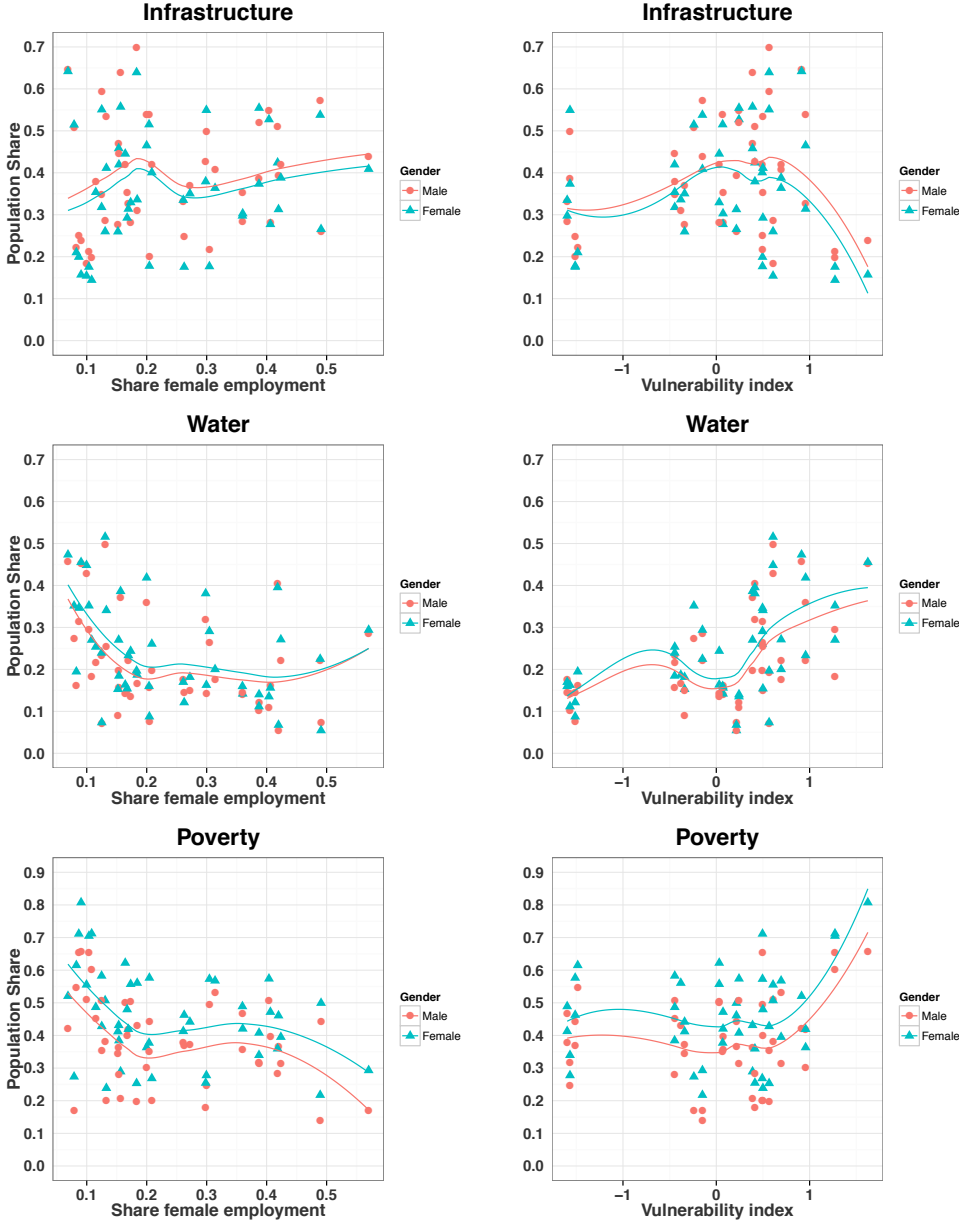 Infrastructure
Population Share
0.7
0.6
0.5
0.4
0.3
0.2
0.1
0.0
0.1 0.2 0.3 0.4 0.5
Share female employment
Gender
Male
Female
Infrastructure
0.7
0.6
0.5
0.4
0.3
0.2
0.1
0.0
−1 0 1
Vulnerability index
Gender
Male
Female
Water
Population Share
0.7
0.6
0.5
0.4
0.3
0.2
0.1
0.0
0.1 0.2 0.3 0.4 0.5
Share female employment
Gender
Male
Female
Water
0.7
0.6
0.5
0.4
0.3
0.2
0.1
0.0
−1 0 1
Vulnerability index
Gender
Male
Female
Poverty
Population Share
0.9
0.8
0.7
0.6
0.5
0.4
0.3
0.2
0.1
0.0
0.1 0.2 0.3 0.4 0.5
Share female employment
Gender
Male
Female
Poverty
0.9
0.8
0.7
0.6
0.5
0.4
0.3
0.2
0.1
0.0
−1 0 1
Vulnerability index
Gender
Male
Female